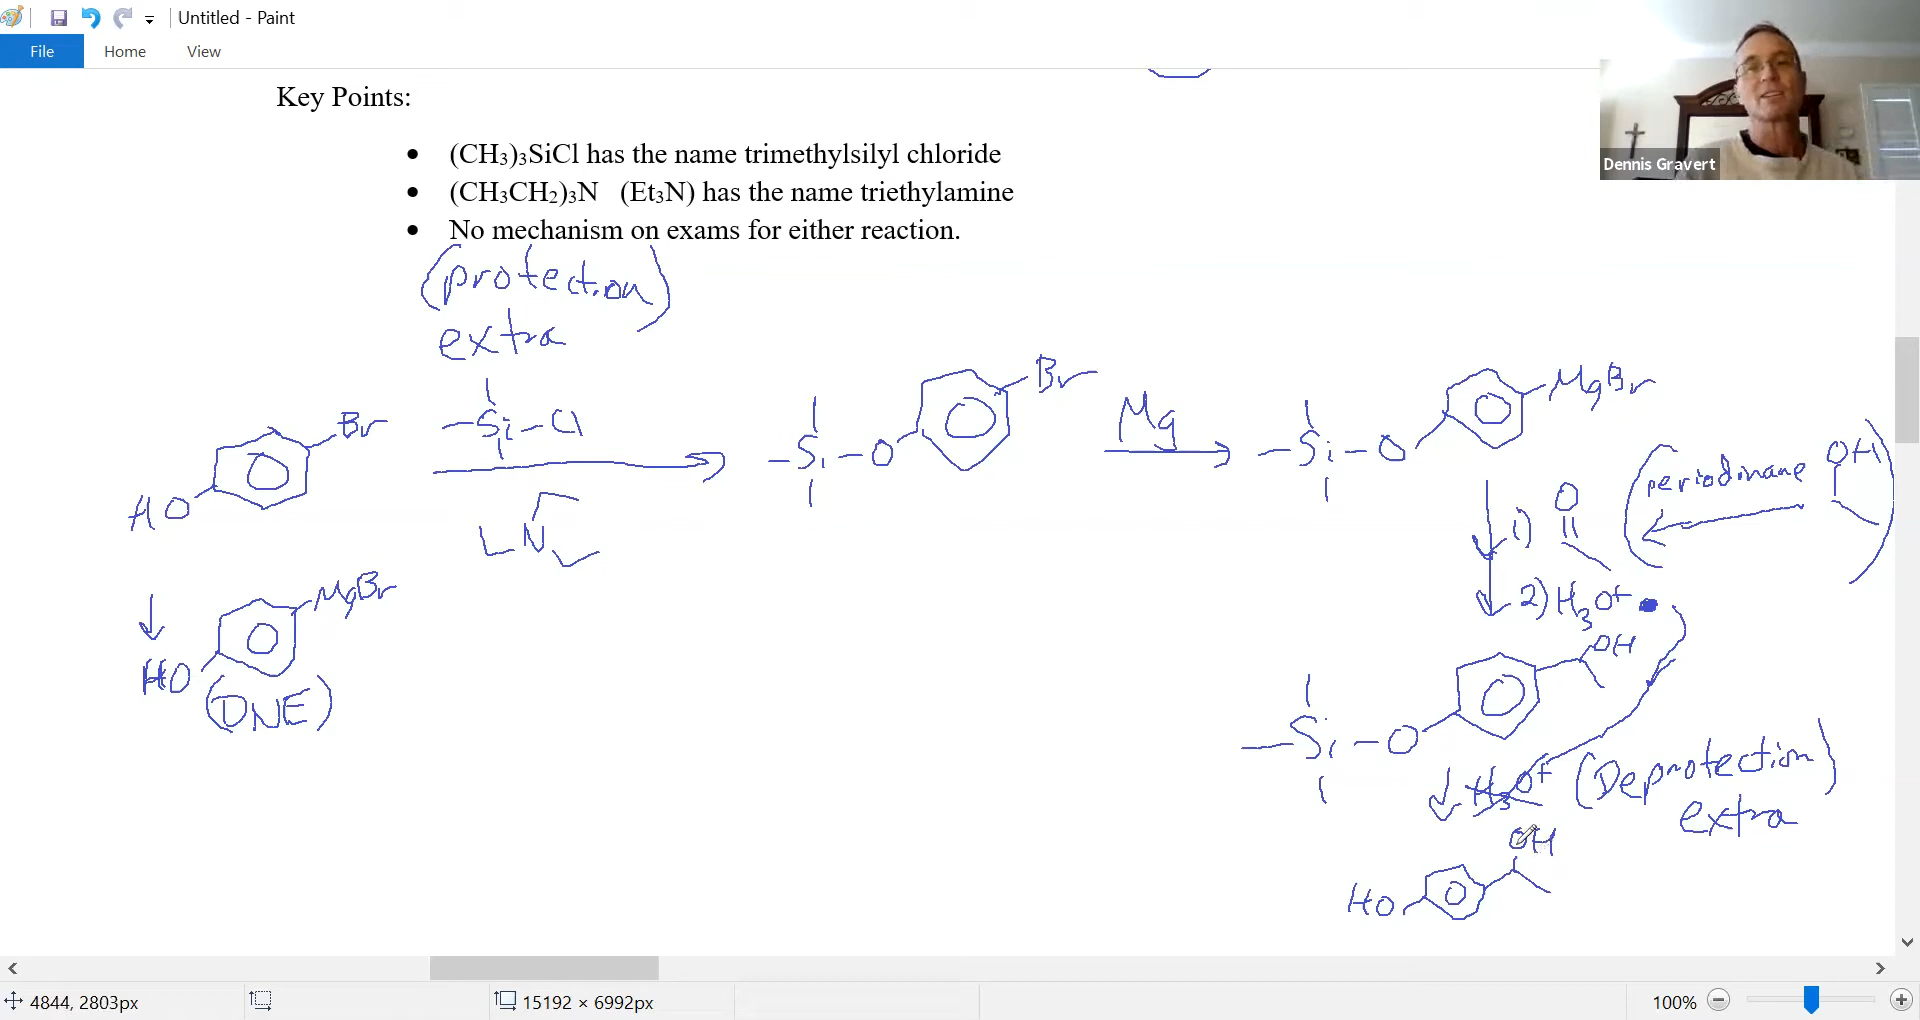 Untitled - Paint
File Home View
Key Points:
• (CH₃)₃SiCl has the name trimethylsilyl chloride
• (CH₃CH₂)₃N (Et₃N) has the name triethylamine
• No mechanism on exams for either reaction.
Dennis Gravert
(protection)
extra
Br
HO
Si-Cl
N
Si-O
Br
Mg
Si-O
MgBr
1) O
(periodinane OH)
2) H₃O+
MgBr
HO
(DNE)
OH
Si-O
H₃O+ (Deprotection)
extra
OH
HO
4844, 2803px
15192 × 6992px
100%